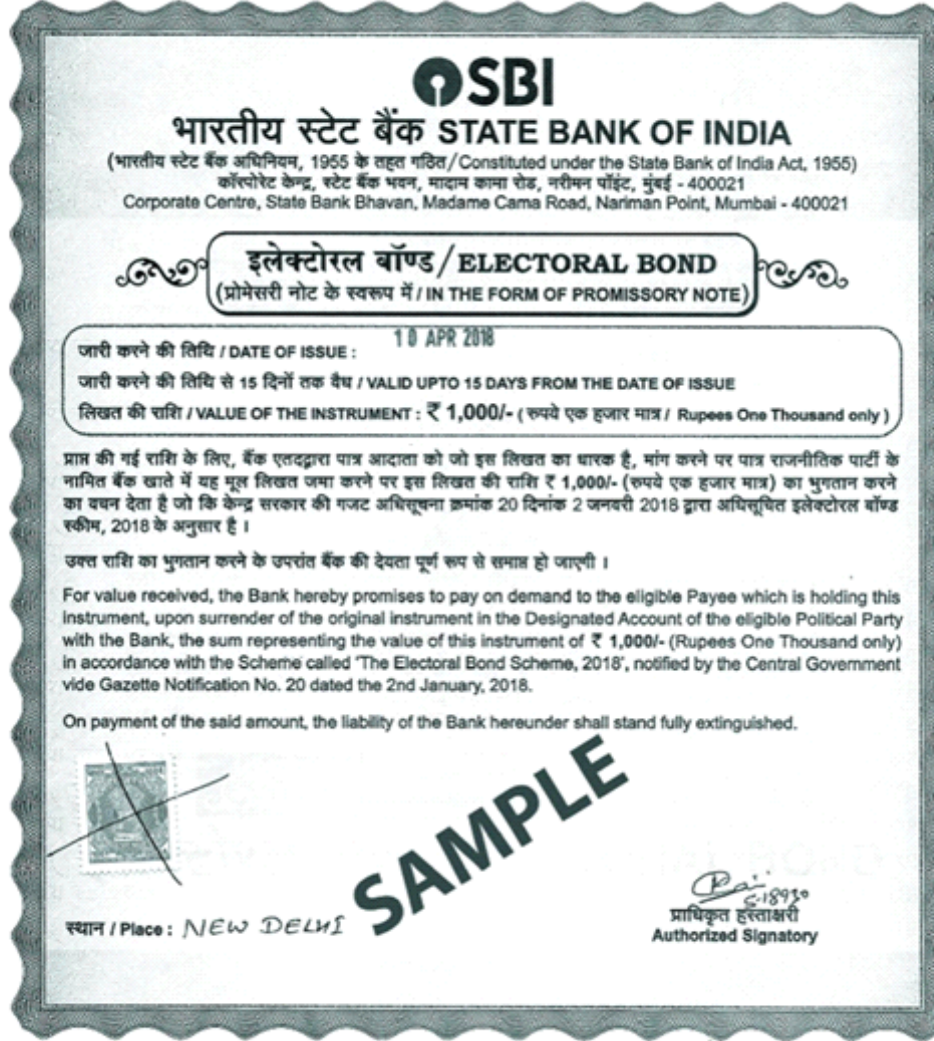 SBI
भारतीय स्टेट बैंक STATE BANK OF INDIA
(भारतीय स्टेट बैंक अधिनियम, 1955 के तहत गठित/Constituted under the State Bank of India Act, 1955)
कॉरपोरेट केन्द्र, स्टेट बैंक भवन, मादाम कामा रोड, नरीमन पॉइंट, मुंबई - 400021
Corporate Centre, State Bank Bhavan, Madame Cama Road, Nariman Point, Mumbai - 400021
इलेक्टोरल बॉण्ड/ELECTORAL BOND
(प्रोमेसरी नोट के स्वरूप में/IN THE FORM OF PROMISSORY NOTE)
10 APR 2018
जारी करने की तिथि / DATE OF ISSUE :
जारी करने की तिथि से 15 दिनों तक वैध / VALID UPTO 15 DAYS FROM THE DATE OF ISSUE
लिखत की राशि / VALUE OF THE INSTRUMENT : ₹ 1,000/- (रुपये एक हजार मात्र / Rupees One Thousand only)
प्राप्त की गई राशि के लिए, बैंक एतदद्वारा पात्र आदाता को जो इस लिखत का धारक है, मांग करने पर पात्र राजनीतिक पार्टी के
नामित बैंक खाते में यह मूल लिखत जमा करने पर इस लिखत की राशि ₹ 1,000/- (रुपये एक हजार मात्र) का भुगतान करने
का वचन देता है जो कि केन्द्र सरकार की गजट अधिसूचना क्रमांक 20 दिनांक 2 जनवरी 2018 द्वारा अधिसूचित इलेक्टोरल बॉण्ड
स्कीम, 2018 के अनुसार है ।
उक्त राशि का भुगतान करने के उपरांत बैंक की देयता पूर्ण रूप से समाप्त हो जाएगी ।
For value received, the Bank hereby promises to pay on demand to the eligible Payee which is holding this
instrument, upon surrender of the original instrument in the Designated Account of the eligible Political Party
with the Bank, the sum representing the value of this instrument of ₹ 1,000/- (Rupees One Thousand only)
in accordance with the Scheme called 'The Electoral Bond Scheme, 2018', notified by the Central Government
vide Gazette Notification No. 20 dated the 2nd January, 2018.
On payment of the said amount, the liability of the Bank hereunder shall stand fully extinguished.
SAMPLE
स्थान / Place : NEW DELHI
प्राधिकृत हस्ताक्षरी
Authorized Signatory